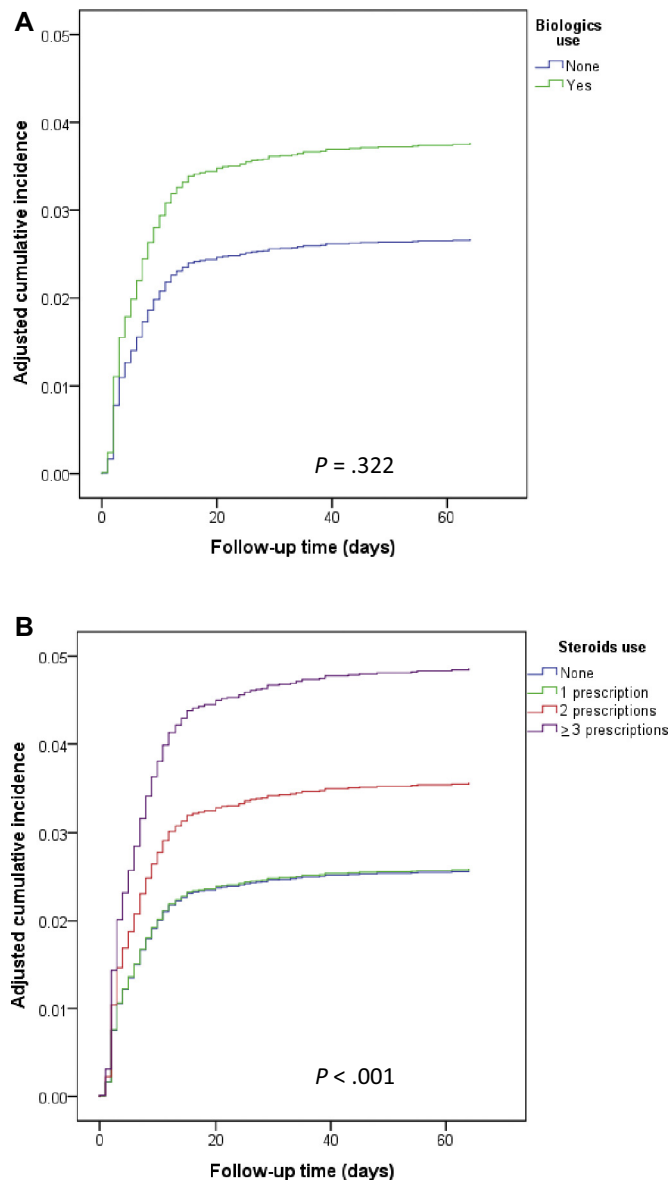 A
Biologics
use
None
Yes
0.05
0.04
0.03
0.02
0.01
0.00
Adjusted cumulative incidence
P = .322
0
20
40
60
Follow-up time (days)
B
Steroids use
None
1 prescription
2 prescriptions
≥ 3 prescriptions
0.05
0.04
0.03
0.02
0.01
0.00
Adjusted cumulative incidence
P < .001
0
20
40
60
Follow-up time (days)